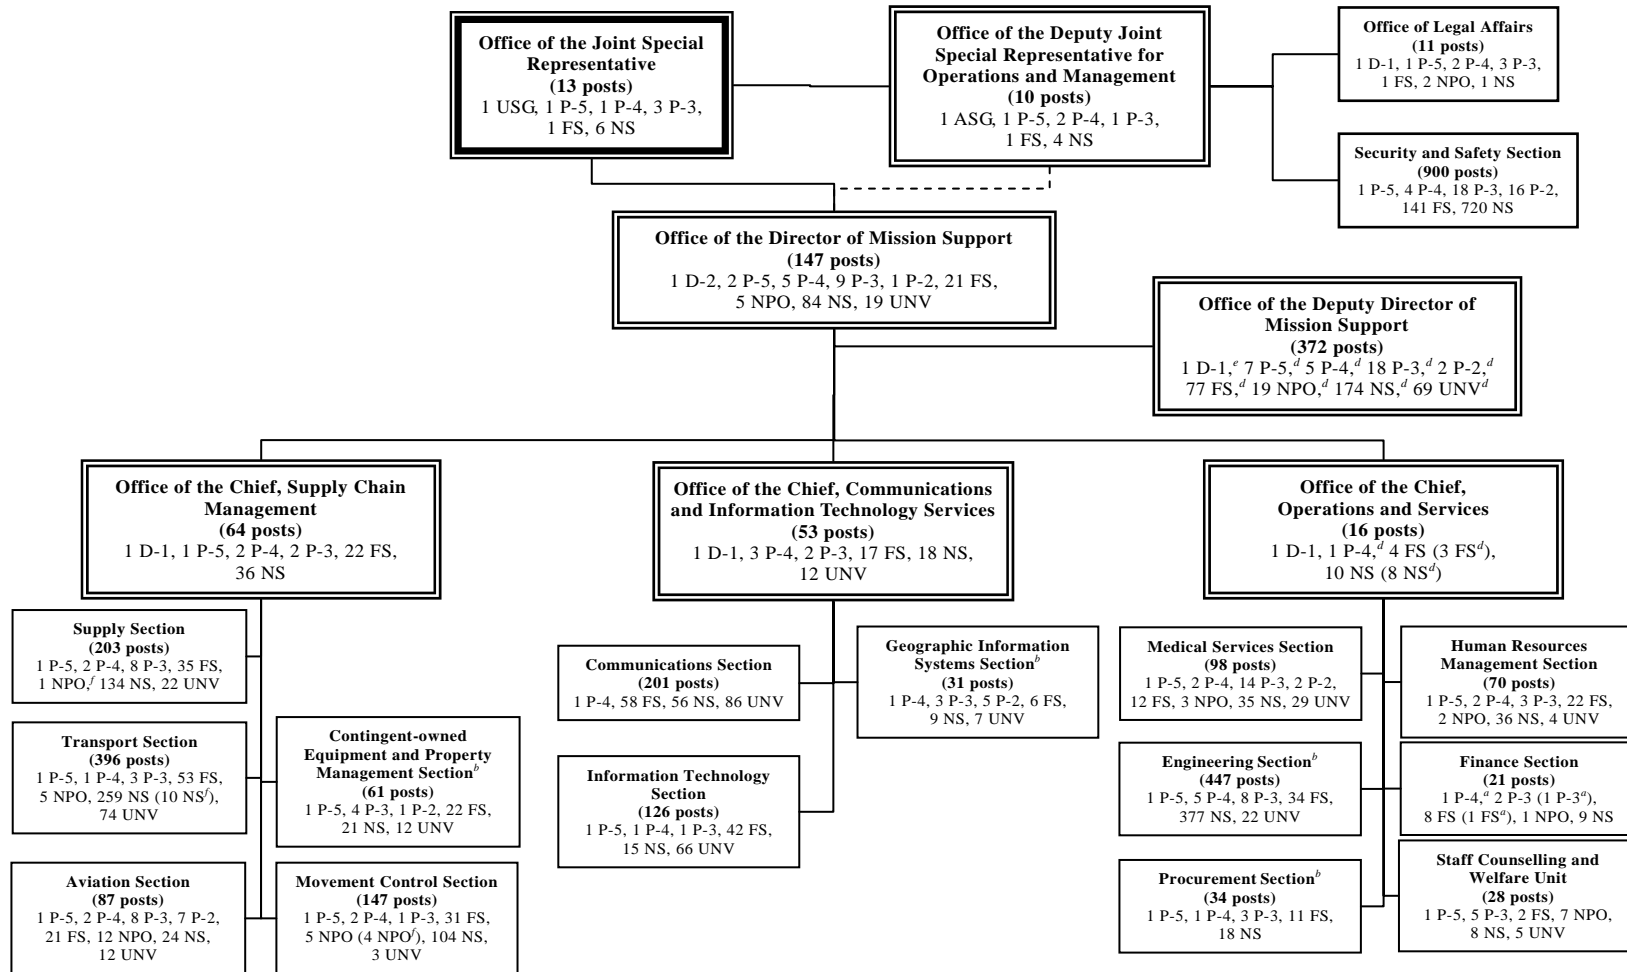 Office of the Joint Special
Representative
(13 posts)
1 USG, 1 P-5, 1 P-4, 3 P-3,
1 FS, 6 NS
Office of the Deputy Joint
Special Representative for
Operations and Management
(10 posts)
1 ASG, 1 P-5, 2 P-4, 1 P-3,
1 FS, 4 NS
Office of Legal Affairs
(11 posts)
1 D-1, 1 P-5, 2 P-4, 3 P-3,
1 FS, 2 NPO, 1 NS
Security and Safety Section
(900 posts)
1 P-5, 4 P-4, 18 P-3, 16 P-2,
141 FS, 720 NS
Office of the Director of Mission Support
(147 posts)
1 D-2, 2 P-5, 5 P-4, 9 P-3, 1 P-2, 21 FS,
5 NPO, 84 NS, 19 UNV
Office of the Deputy Director of
Mission Support
(372 posts)
1 D-1,e 7 P-5,d 5 P-4,d 18 P-3,d 2 P-2,d
77 FS,d 19 NPO,d 174 NS,d 69 UNVd
Office of the Chief, Supply Chain
Management
(64 posts)
1 D-1, 1 P-5, 2 P-4, 2 P-3, 22 FS,
36 NS
Office of the Chief, Communications
and Information Technology Services
(53 posts)
1 D-1, 3 P-4, 2 P-3, 17 FS, 18 NS,
12 UNV
Office of the Chief,
Operations and Services
(16 posts)
1 D-1, 1 P-4,d 4 FS (3 FSd),
10 NS (8 NSd)
Supply Section
(203 posts)
1 P-5, 2 P-4, 8 P-3, 35 FS,
1 NPO,f 134 NS, 22 UNV
Transport Section
(396 posts)
1 P-5, 1 P-4, 3 P-3, 53 FS,
5 NPO, 259 NS (10 NSf),
74 UNV
Contingent-owned
Equipment and Property
Management Sectionb
(61 posts)
1 P-5, 4 P-3, 1 P-2, 22 FS,
21 NS, 12 UNV
Aviation Section
(87 posts)
1 P-5, 2 P-4, 8 P-3, 7 P-2,
21 FS, 12 NPO, 24 NS,
12 UNV
Movement Control Section
(147 posts)
1 P-5, 2 P-4, 1 P-3, 31 FS,
5 NPO (4 NPOf), 104 NS,
3 UNV
Communications Section
(201 posts)
1 P-4, 58 FS, 56 NS, 86 UNV
Geographic Information
Systems Sectionb
(31 posts)
1 P-4, 3 P-3, 5 P-2, 6 FS,
9 NS, 7 UNV
Information Technology
Section
(126 posts)
1 P-5, 1 P-4, 1 P-3, 42 FS,
15 NS, 66 UNV
Medical Services Section
(98 posts)
1 P-5, 2 P-4, 14 P-3, 2 P-2,
12 FS, 3 NPO, 35 NS, 29 UNV
Human Resources
Management Section
(70 posts)
1 P-5, 2 P-4, 3 P-3, 22 FS,
2 NPO, 36 NS, 4 UNV
Engineering Sectionb
(447 posts)
1 P-5, 5 P-4, 8 P-3, 34 FS,
377 NS, 22 UNV
Finance Section
(21 posts)
1 P-4,a 2 P-3 (1 P-3a),
8 FS (1 FSa), 1 NPO, 9 NS
Procurement Sectionb
(34 posts)
1 P-5, 1 P-4, 3 P-3, 11 FS,
18 NS
Staff Counselling and
Welfare Unit
(28 posts)
1 P-5, 5 P-3, 2 FS, 7 NPO,
8 NS, 5 UNV